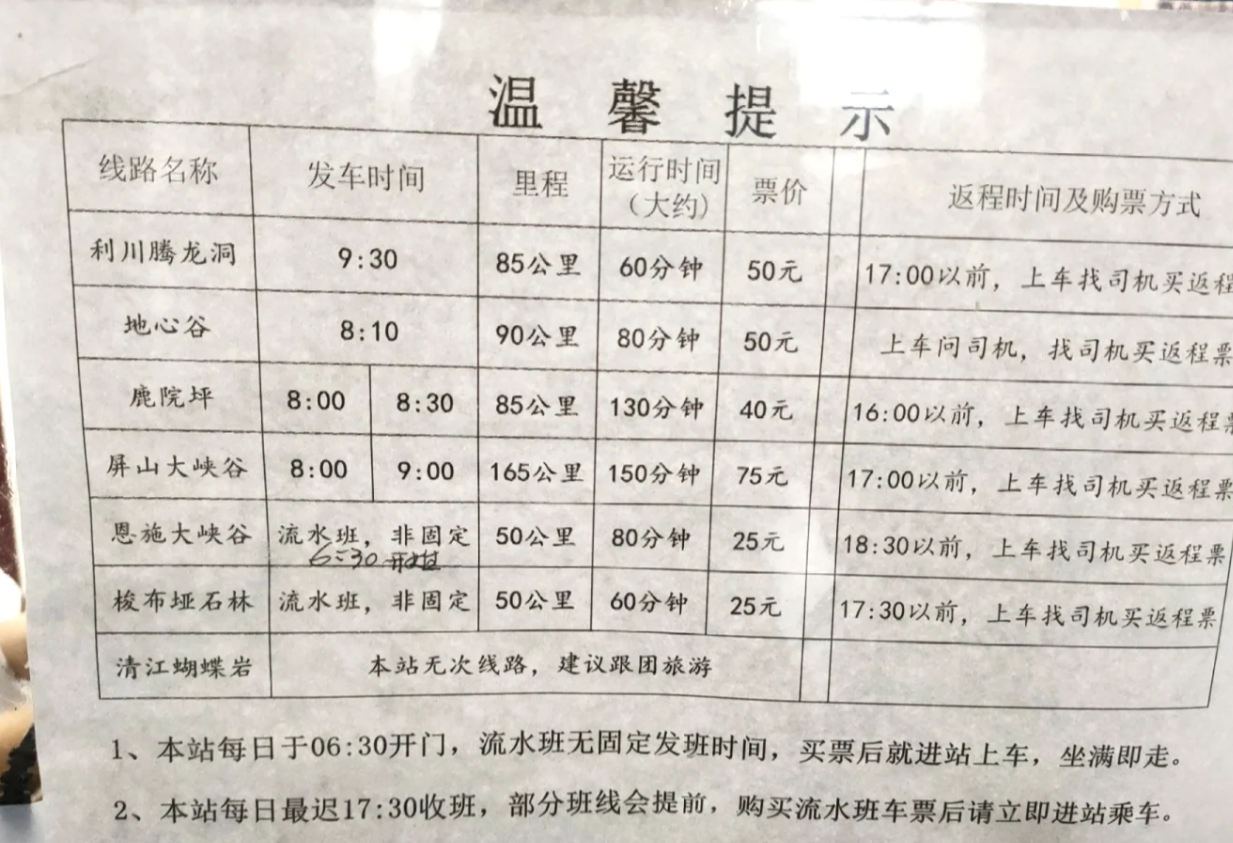 温馨提示
线路名称 发车时间 里程 运行时间(大约) 票价 返程时间及购票方式
利川腾龙洞 9:30 85公里 60分钟 50元 17:00以前，上车找司机买返程
地心谷 8:10 90公里 80分钟 50元 上车问司机，找司机买返程票
鹿院坪 8:00 8:30 85公里 130分钟 40元 16:00以前，上车找司机买返程票
屏山大峡谷 8:00 9:00 165公里 150分钟 75元 17:00以前，上车找司机买返程票
恩施大峡谷 流水班，非固定 50公里 80分钟 25元 18:30以前，上车找司机买返程票
6:30
梭布垭石林 流水班，非固定 50公里 60分钟 25元 17:30以前，上车找司机买返程票
清江蝴蝶岩 本站无次线路，建议跟团旅游
1、本站每日于06:30开门，流水班无固定发班时间，买票后就进站上车，坐满即走。
2、本站每日最迟17:30收班，部分班线会提前，购买流水班车票后请立即进站乘车。